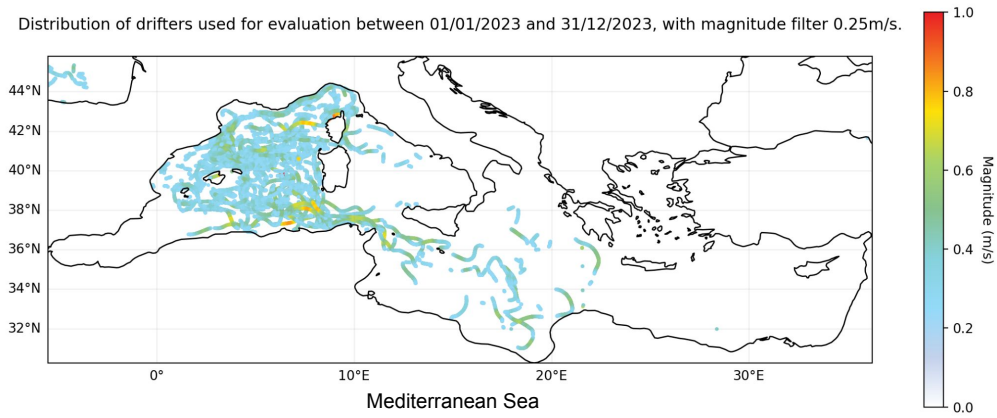 Distribution of drifters used for evaluation between 01/01/2023 and 31/12/2023, with magnitude filter 0.25m/s.
1.0
0.8
0.6
0.4
0.2
0.0
Magnitude (m/s)
44°N
42°N
40°N
38°N
36°N
34°N
32°N
0°
10°E
20°E
30°E
Mediterranean Sea